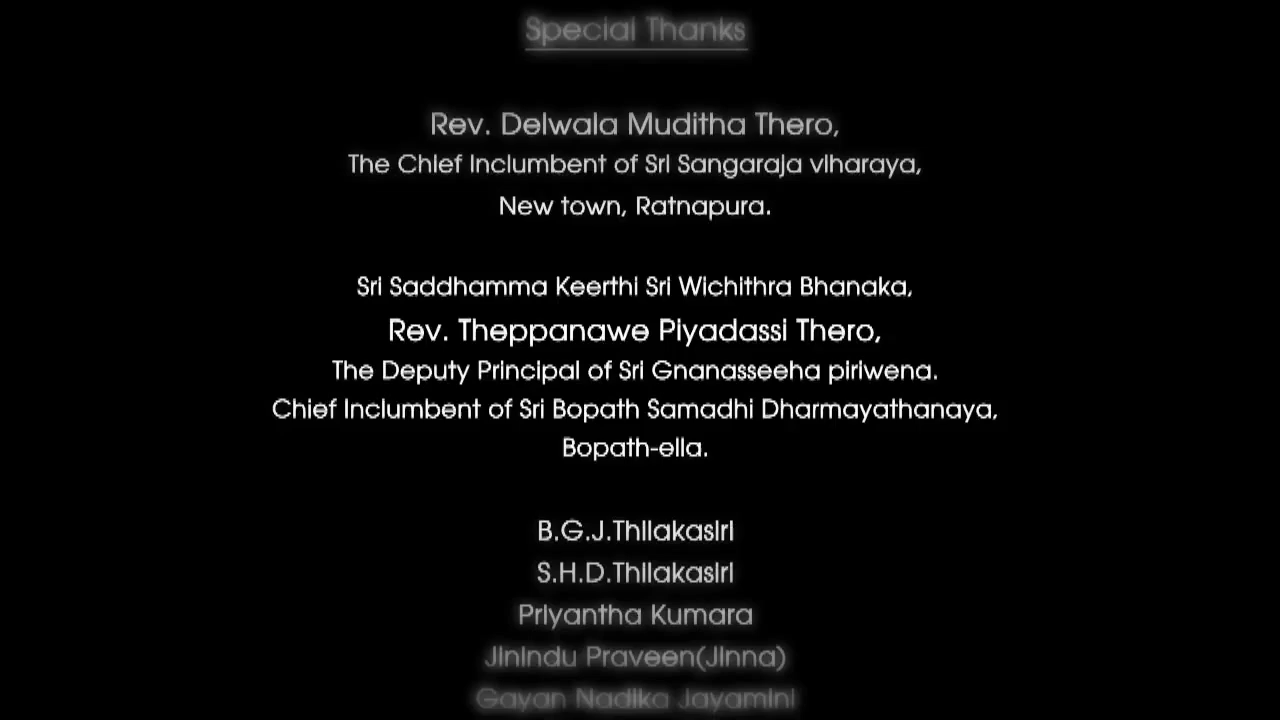 Special Thanks
Rev. Delwala Muditha Thero,
The Chief Inclumbent of Sri Sangaraja viharaya,
New town, Ratnapura.
Sri Saddhamma Keerthi Sri Wichithra Bhanaka,
Rev. Theppanawe Piyadassi Thero,
The Deputy Principal of Sri Gnanasseeha piriwena.
Chief Inclumbent of Sri Bopath Samadhi Dharmayathanaya,
Bopath-ella.
B.G.J.Thilakasiri
S.H.D.Thilakasiri
Priyantha Kumara
Jinindu Praveen(Jinna)
Gayan Nadika Jayamini